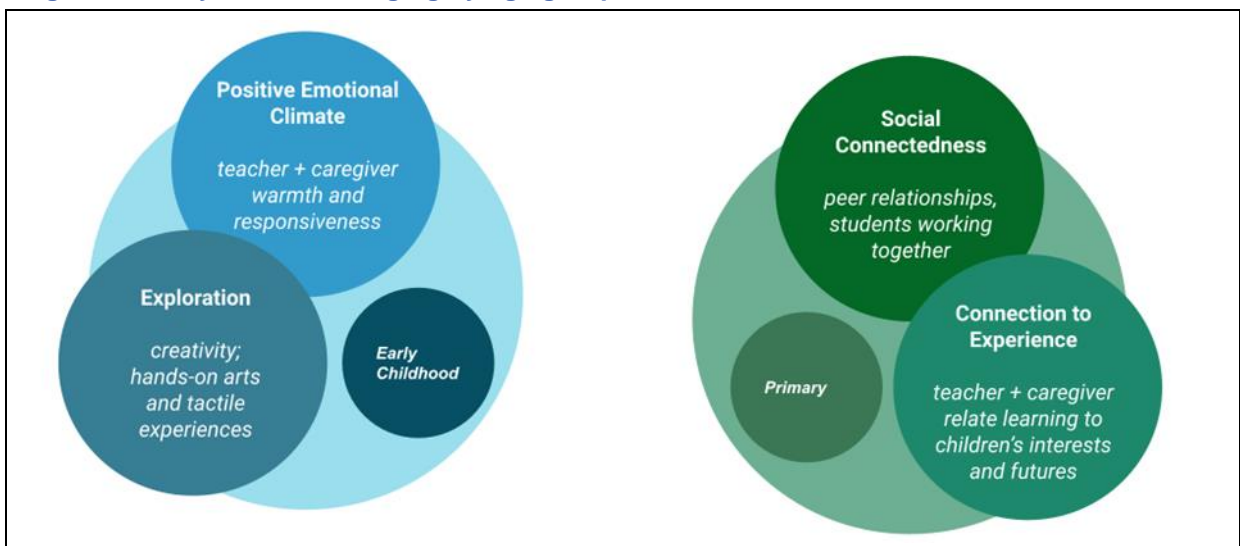 Positive Emotional
Climate
teacher + caregiver
warmth and
responsiveness
Exploration
creativity;
hands-on arts
and tactile
experiences
Early
Childhood
Social
Connectedness
peer relationships,
students working
together
Primary
Connection to
Experience
teacher + caregiver
relate learning to
children's interests
and futures